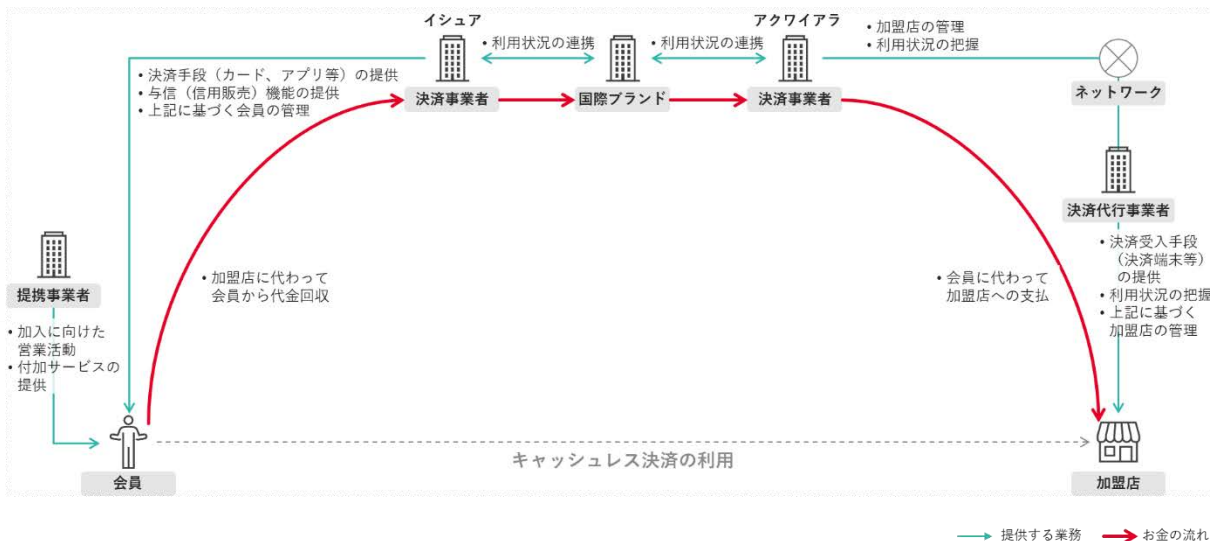 イシュア
アクワイアラ
• 利用状況の連携
• 利用状況の連携
• 加盟店の管理
• 利用状況の把握
• 決済手段（カード、アプリ等）の提供
• 与信（信用販売）機能の提供
• 上記に基づく会員の管理
決済事業者
国際ブランド
決済事業者
ネットワーク
決済代行事業者
• 決済受入手段
（決済端末等）
の提供
• 利用状況の把握
• 上記に基づく
加盟店の管理
• 加盟店に代わって
会員から代金回収
• 会員に代わって
加盟店への支払
提携事業者
• 加入に向けた
営業活動
• 付加サービスの
提供
キャッシュレス決済の利用
会員
加盟店
提供する業務
お金の流れ